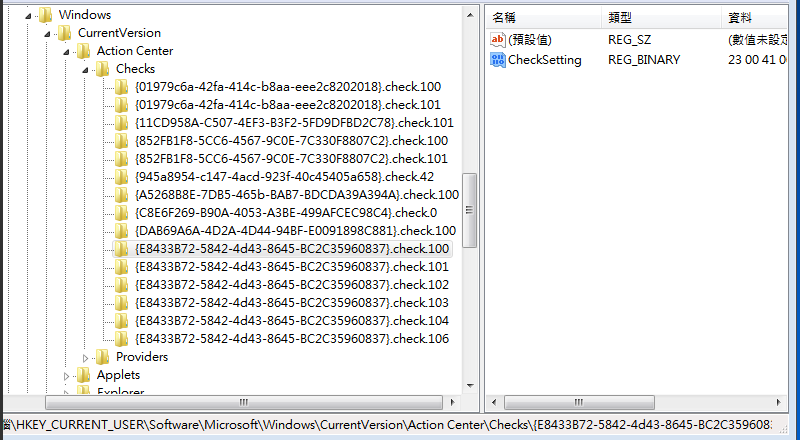 Windows
CurrentVersion
Action Center
Checks
{01979c6a-42fa-414c-b8aa-eee2c8202018}.check.100
{01979c6a-42fa-414c-b8aa-eee2c8202018}.check.101
{11CD958A-C507-4EF3-B3F2-5FD9DFBD2C78}.check.101
{852FB1F8-5CC6-4567-9C0E-7C330F8807C2}.check.100
{852FB1F8-5CC6-4567-9C0E-7C330F8807C2}.check.101
{945a8954-c147-4acd-923f-40c45405a658}.check.42
{A5268B8E-7DB5-465b-BAB7-BDCDA39A394A}.check.100
{C8E6F269-B90A-4053-A3BE-499AFCEC98C4}.check.0
{DAB69A6A-4D2A-4D44-94BF-E0091898C881}.check.100
{E8433B72-5842-4d43-8645-BC2C35960837}.check.100
{E8433B72-5842-4d43-8645-BC2C35960837}.check.101
{E8433B72-5842-4d43-8645-BC2C35960837}.check.102
{E8433B72-5842-4d43-8645-BC2C35960837}.check.103
{E8433B72-5842-4d43-8645-BC2C35960837}.check.104
{E8433B72-5842-4d43-8645-BC2C35960837}.check.106
Providers
Applets
Explorer
名稱 類型 資料
(預設值) REG_SZ (數值未設定
CheckSetting REG_BINARY 23 00 41 00
\HKEY_CURRENT_USER\Software\Microsoft\Windows\CurrentVersion\Action Center\Checks\{E8433B72-5842-4d43-8645-BC2C3596083